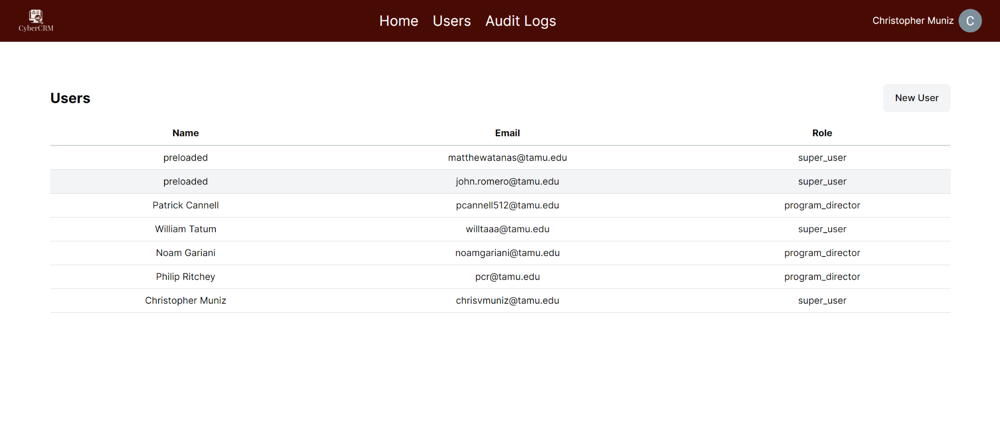 CyberCRM
Home Users Audit Logs
Christopher Muniz C
Users
New User
Name Email Role
preloaded matthewatanas@tamu.edu super_user
preloaded john.romero@tamu.edu super_user
Patrick Cannell pcannell512@tamu.edu program_director
William Tatum willtaaa@tamu.edu super_user
Noam Gariani noamgariani@tamu.edu program_director
Philip Ritchey pcr@tamu.edu program_director
Christopher Muniz chrisvmuniz@tamu.edu super_user